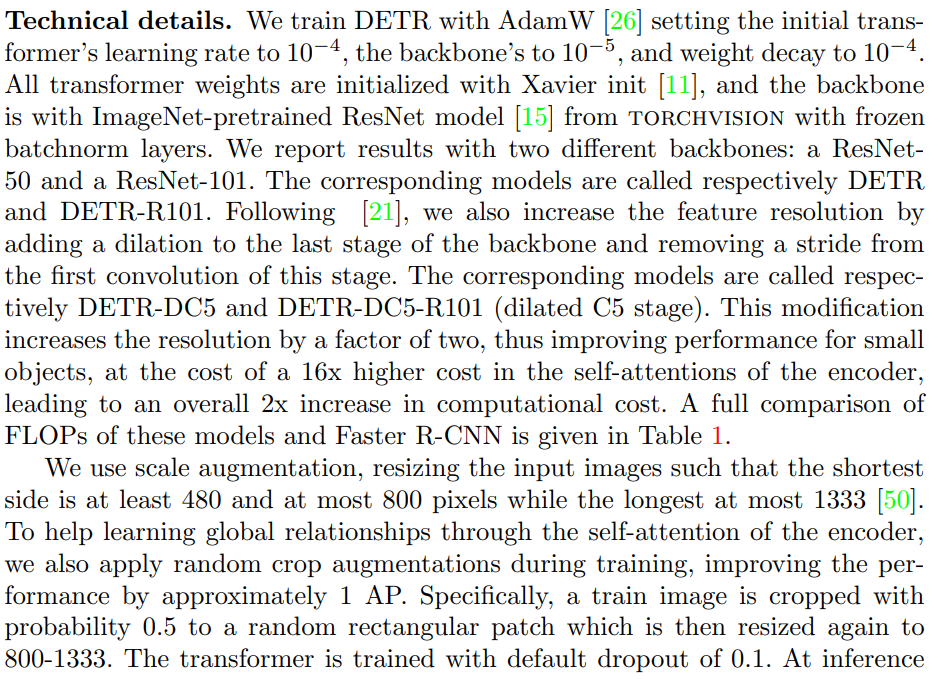 Technical details. We train DETR with AdamW [26] setting the initial trans-
former's learning rate to 10⁻⁴, the backbone's to 10⁻⁵, and weight decay to 10⁻⁴.
All transformer weights are initialized with Xavier init [11], and the backbone
is with ImageNet-pretrained ResNet model [15] from TORCHVISION with frozen
batchnorm layers. We report results with two different backbones: a ResNet-
50 and a ResNet-101. The corresponding models are called respectively DETR
and DETR-R101. Following [21], we also increase the feature resolution by
adding a dilation to the last stage of the backbone and removing a stride from
the first convolution of this stage. The corresponding models are called respec-
tively DETR-DC5 and DETR-DC5-R101 (dilated C5 stage). This modification
increases the resolution by a factor of two, thus improving performance for small
objects, at the cost of a 16x higher cost in the self-attentions of the encoder,
leading to an overall 2x increase in computational cost. A full comparison of
FLOPs of these models and Faster R-CNN is given in Table 1.
We use scale augmentation, resizing the input images such that the shortest
side is at least 480 and at most 800 pixels while the longest at most 1333 [50].
To help learning global relationships through the self-attention of the encoder,
we also apply random crop augmentations during training, improving the per-
formance by approximately 1 AP. Specifically, a train image is cropped with
probability 0.5 to a random rectangular patch which is then resized again to
800-1333. The transformer is trained with default dropout of 0.1. At inference